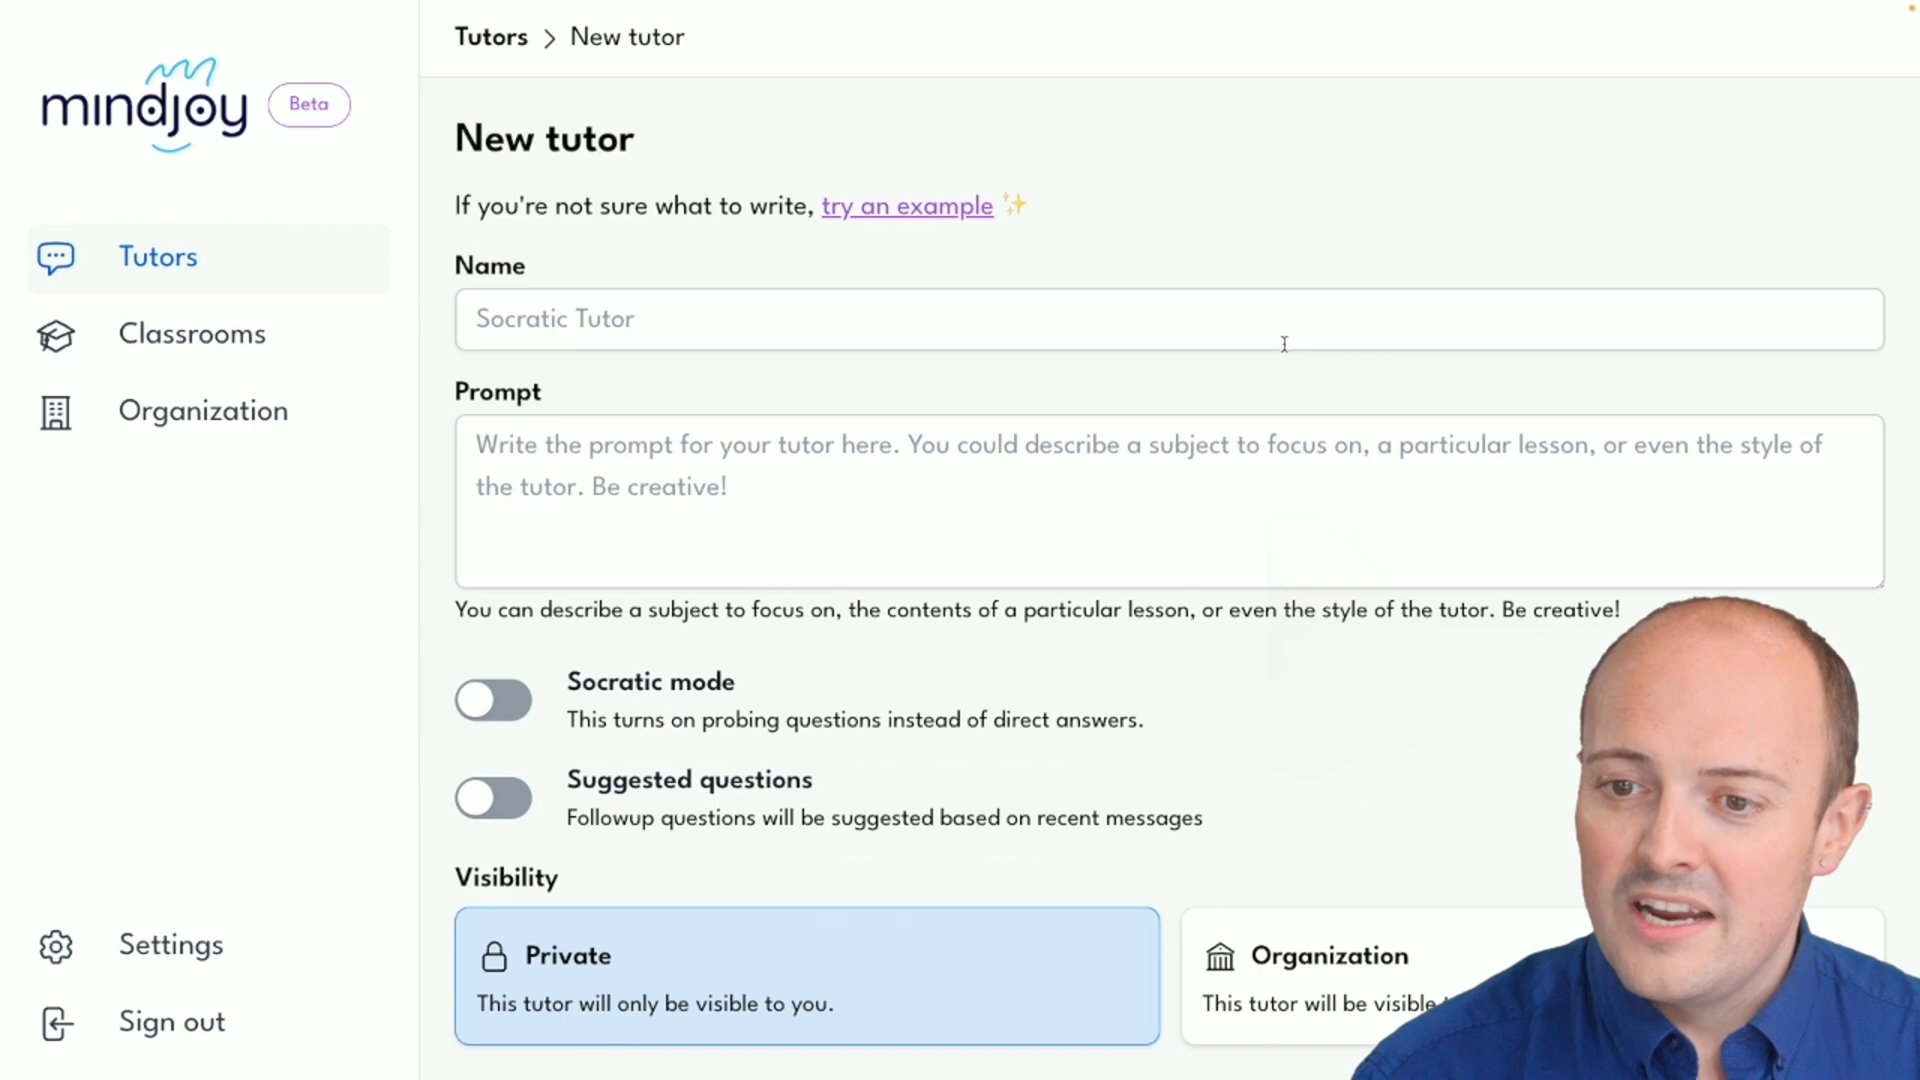 Tutors > New tutor
mindjoy
Beta
New tutor
If you're not sure what to write, try an example ✨
Tutors
Name
Socratic Tutor
Classrooms
Prompt
Organization
Write the prompt for your tutor here. You could describe a subject to focus on, a particular lesson, or even the style of
the tutor. Be creative!
You can describe a subject to focus on, the contents of a particular lesson, or even the style of the tutor. Be creative!
Socratic mode
This turns on probing questions instead of direct answers.
Suggested questions
Followup questions will be suggested based on recent messages
Visibility
Settings
Private
This tutor will only be visible to you.
Organization
This tutor will be visible
Sign out